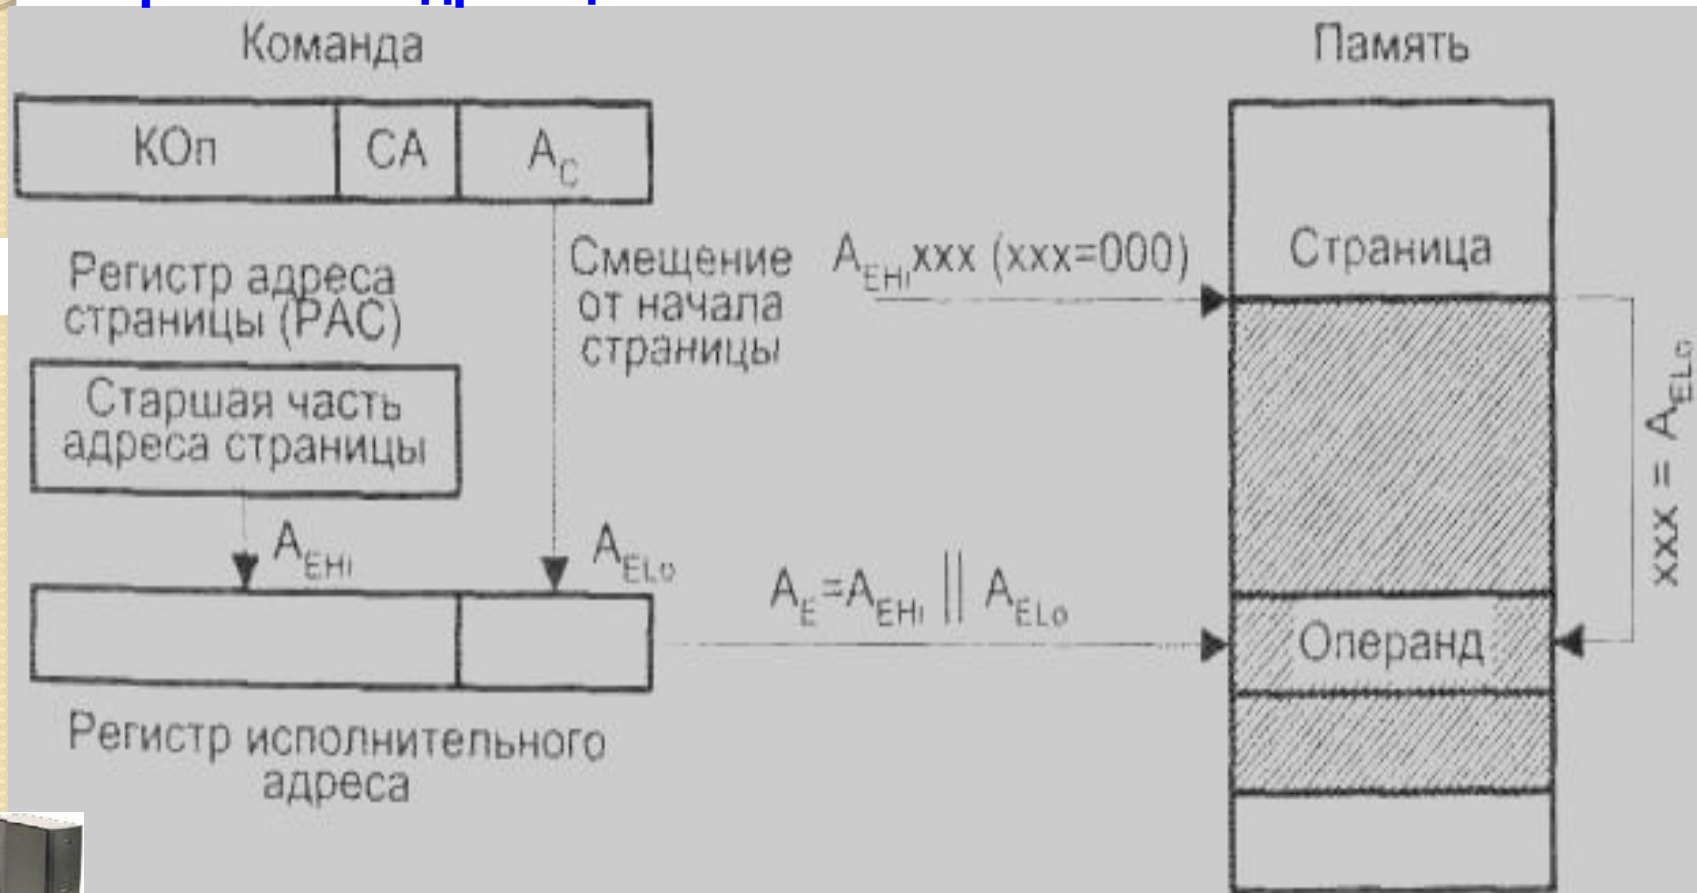 Команда
Память
КОп
СА
A_C
Регистр адреса
страницы (РАС)
Смещение
от начала
страницы
A_EHi xxx (xxx=000)
Страница
Старшая часть
адреса страницы
A_EHi
A_ELo
A_E=A_EHi || A_ELo
xxx = A_ELo
Операнд
Регистр исполнительного
адреса